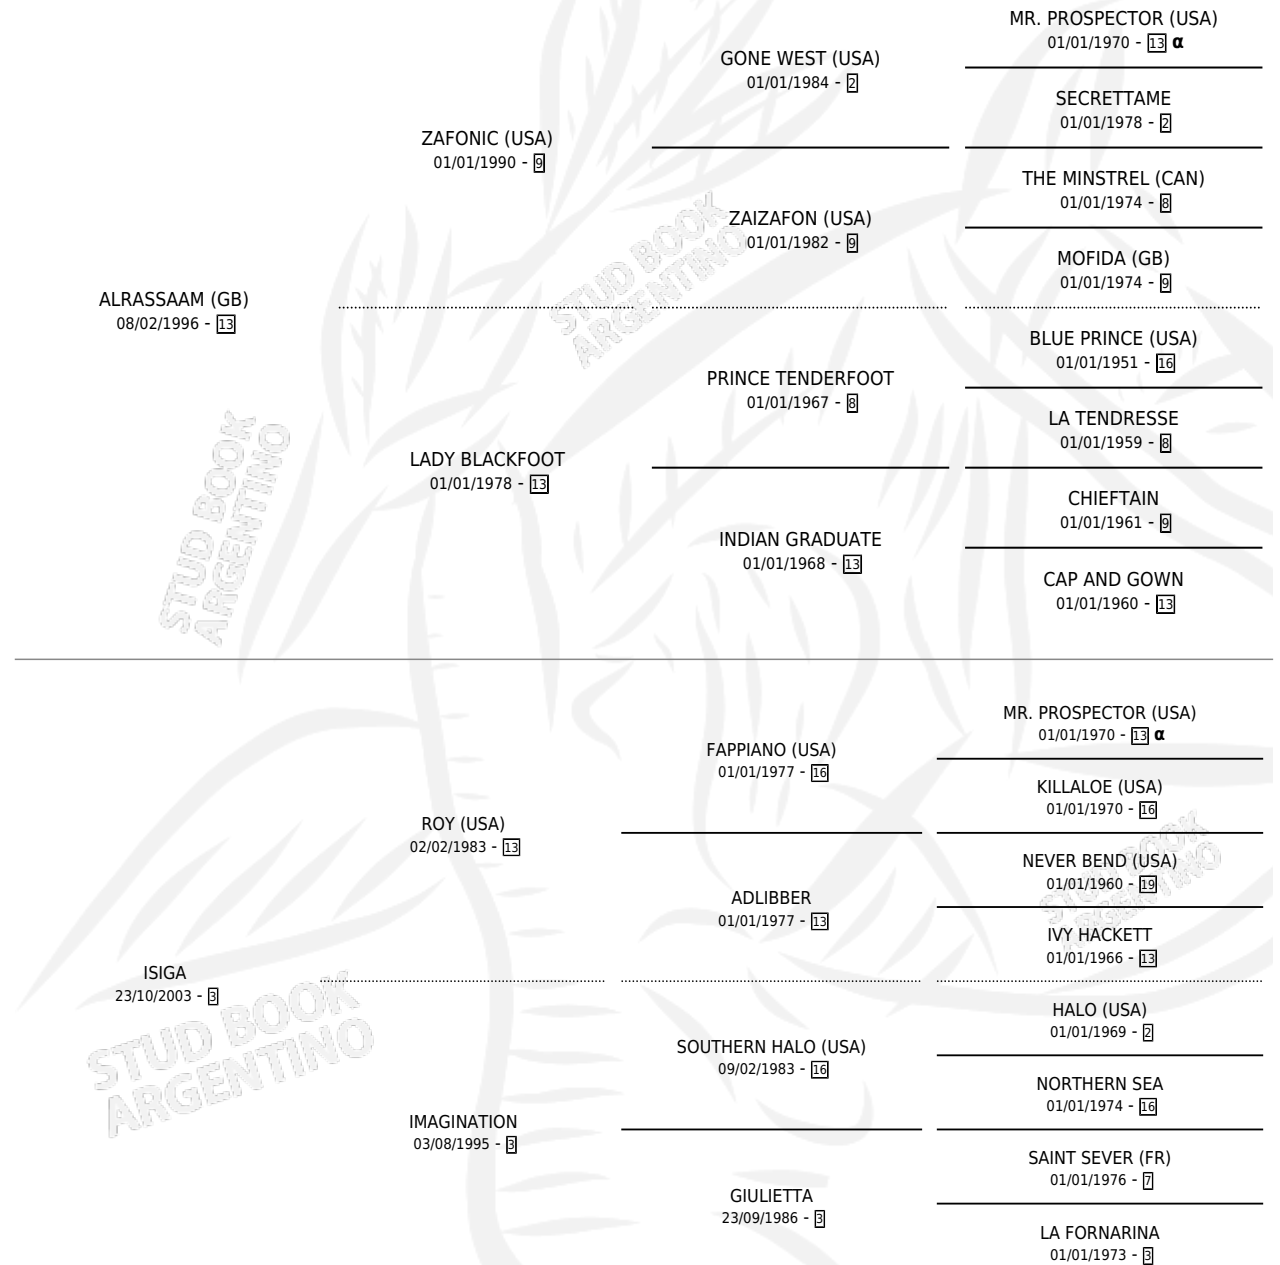 MR. PROSPECTOR (USA)
01/01/1970 - 13 α
GONE WEST (USA)
01/01/1984 - 2
SECRETTAME
01/01/1978 - 2
ZAFONIC (USA)
01/01/1990 - 9
THE MINSTREL (CAN)
01/01/1974 - 8
ZAIZAFON (USA)
01/01/1982 - 9
MOFIDA (GB)
01/01/1974 - 9
ALRASSAAM (GB)
08/02/1996 - 13
STUD BOOK
ARGENTINO
BLUE PRINCE (USA)
01/01/1951 - 16
PRINCE TENDERFOOT
01/01/1967 - 8
LA TENDRESSE
01/01/1959 - 8
LADY BLACKFOOT
01/01/1978 - 13
CHIEFTAIN
01/01/1961 - 9
INDIAN GRADUATE
01/01/1968 - 13
CAP AND GOWN
01/01/1960 - 13
STUD BOOK
ARGENTINO
MR. PROSPECTOR (USA)
01/01/1970 - 13 α
FAPPIANO (USA)
01/01/1977 - 16
KILLALOE (USA)
01/01/1970 - 16
ROY (USA)
02/02/1983 - 13
NEVER BEND (USA)
01/01/1960 - 19
ADLIBBER
01/01/1977 - 13
IVY HACKETT
01/01/1966 - 13
STUD BOOK
ARGENTINO
ISIGA
23/10/2003 - 3
HALO (USA)
01/01/1969 - 2
SOUTHERN HALO (USA)
09/02/1983 - 16
NORTHERN SEA
01/01/1974 - 16
STUD BOOK
ARGENTINO
IMAGINATION
03/08/1995 - 3
SAINT SEVER (FR)
01/01/1976 - 7
GIULIETTA
23/09/1986 - 3
LA FORNARINA
01/01/1973 - 3